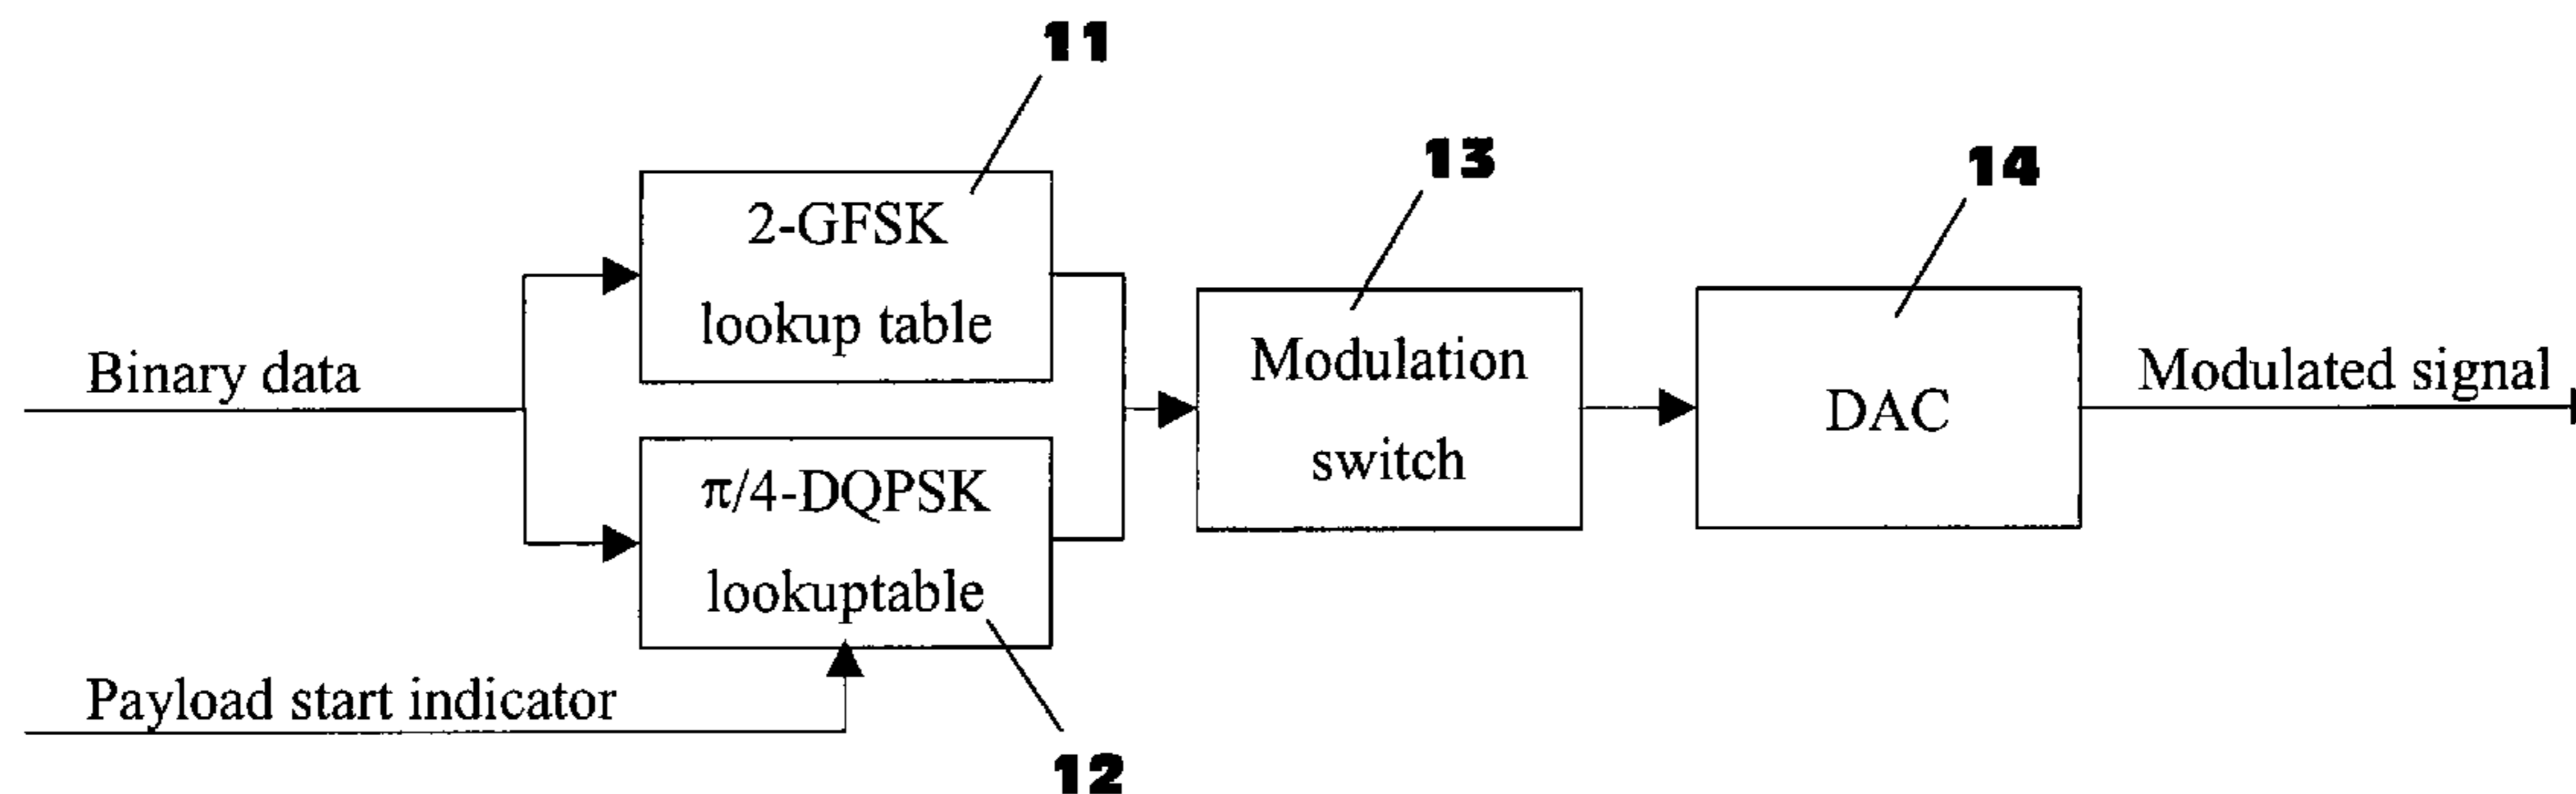 11
13
14
2-GFSK
lookup table
Binary data
Modulation
switch
DAC
Modulated signal
π/4-DQPSK
lookuptable
Payload start indicator
12